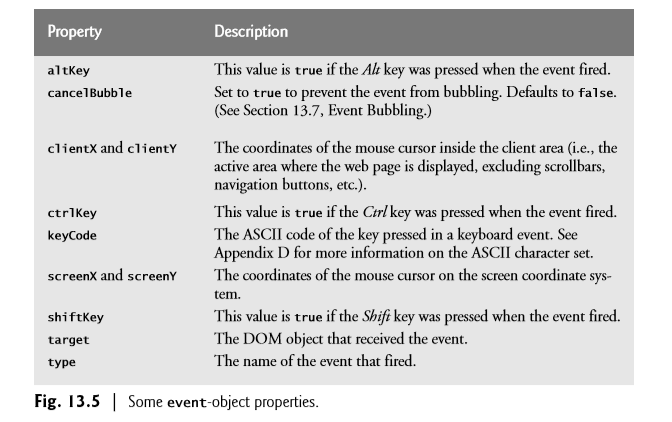 Property Description
altKey This value is true if the Alt key was pressed when the event fired.
cancelBubble Set to true to prevent the event from bubbling. Defaults to false.
(See Section 13.7, Event Bubbling.)
clientX and clientY The coordinates of the mouse cursor inside the client area (i.e., the
active area where the web page is displayed, excluding scrollbars,
navigation buttons, etc.).
ctrlKey This value is true if the Ctrl key was pressed when the event fired.
keyCode The ASCII code of the key pressed in a keyboard event. See
Appendix D for more information on the ASCII character set.
screenX and screenY The coordinates of the mouse cursor on the screen coordinate sys-
tem.
shiftKey This value is true if the Shift key was pressed when the event fired.
target The DOM object that received the event.
type The name of the event that fired.
Fig. 13.5 | Some event-object properties.